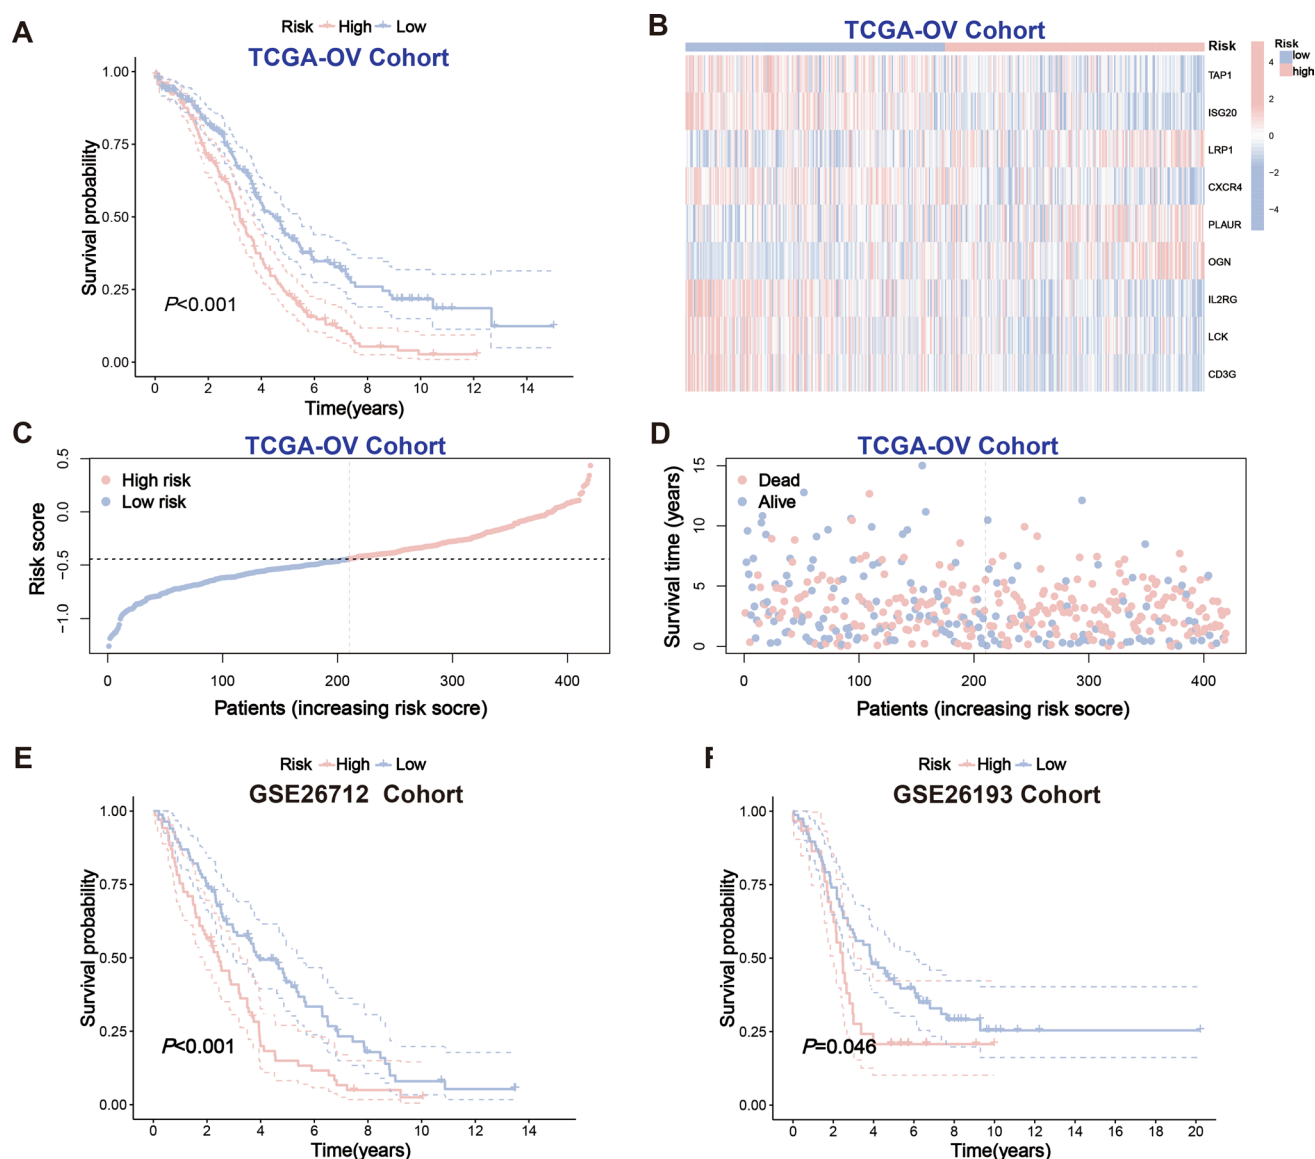 A
Risk High Low
TCGA-OV Cohort
Survival probability
1.00
0.75
0.50
0.25
0.00
P<0.001
0 2 4 6 8 10 12 14
Time(years)
B
TCGA-OV Cohort
Risk
TAP1
ISG20
LRP1
CXCR4
PLAUR
OGN
IL2RG
LCK
CD3G
4
2
0
−2
−4
Risk
low
high
C
TCGA-OV Cohort
High risk
Low risk
Risk score
0.5
0.0
−0.5
−1.0
0 100 200 300 400
Patients (increasing risk socre)
D
TCGA-OV Cohort
Dead
Alive
Survival time (years)
15
10
5
0
0 100 200 300 400
Patients (increasing risk socre)
E
Risk High Low
GSE26712 Cohort
Survival probability
1.00
0.75
0.50
0.25
0.00
P<0.001
0 2 4 6 8 10 12 14
Time(years)
F
Risk High Low
GSE26193 Cohort
Survival probability
1.00
0.75
0.50
0.25
0.00
P=0.046
0 2 4 6 8 10 12 14 16 18 20
Time(years)